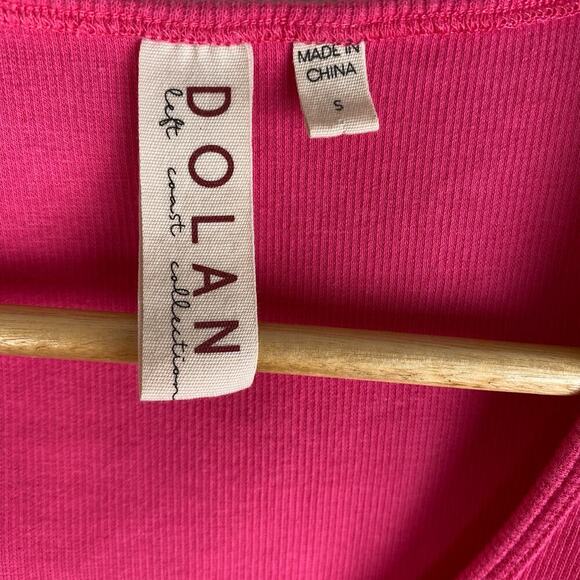 DOLAN
left coast collection
MADE IN
CHINA
S